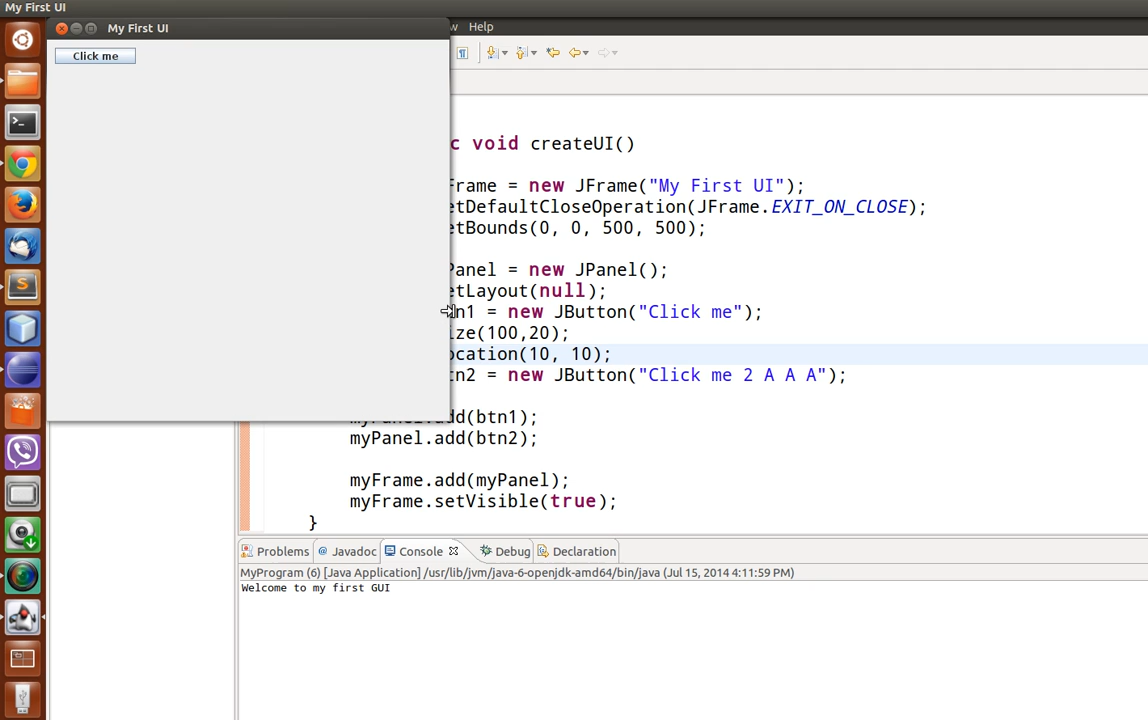 My First UI
My First UI
Help
Click me
c void createUI()
Frame = new JFrame("My First UI");
etDefaultCloseOperation(JFrame.EXIT_ON_CLOSE);
etBounds(0, 0, 500, 500);
Panel = new JPanel();
etLayout(null);
n1 = new JButton("Click me");
ize(100,20);
ocation(10, 10);
n2 = new JButton("Click me 2 A A A");
myPanel.add(btn1);
myPanel.add(btn2);
myFrame.add(myPanel);
myFrame.setVisible(true);
}
Problems @ Javadoc Console Debug Declaration
MyProgram (6) [Java Application] /usr/lib/jvm/java-6-openjdk-amd64/bin/java (Jul 15, 2014 4:11:59 PM)
Welcome to my first GUI